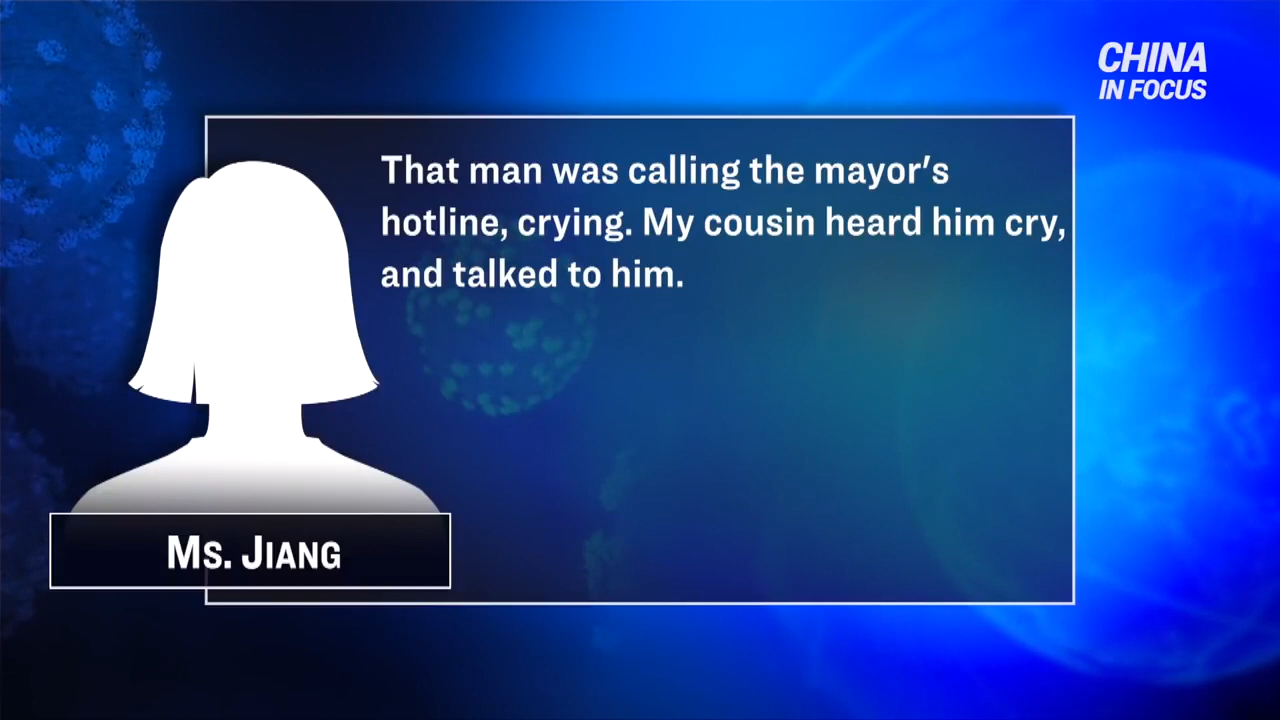 CHINA
IN FOCUS
That man was calling the mayor's
hotline, crying. My cousin heard him cry,
and talked to him.
MS. JIANG